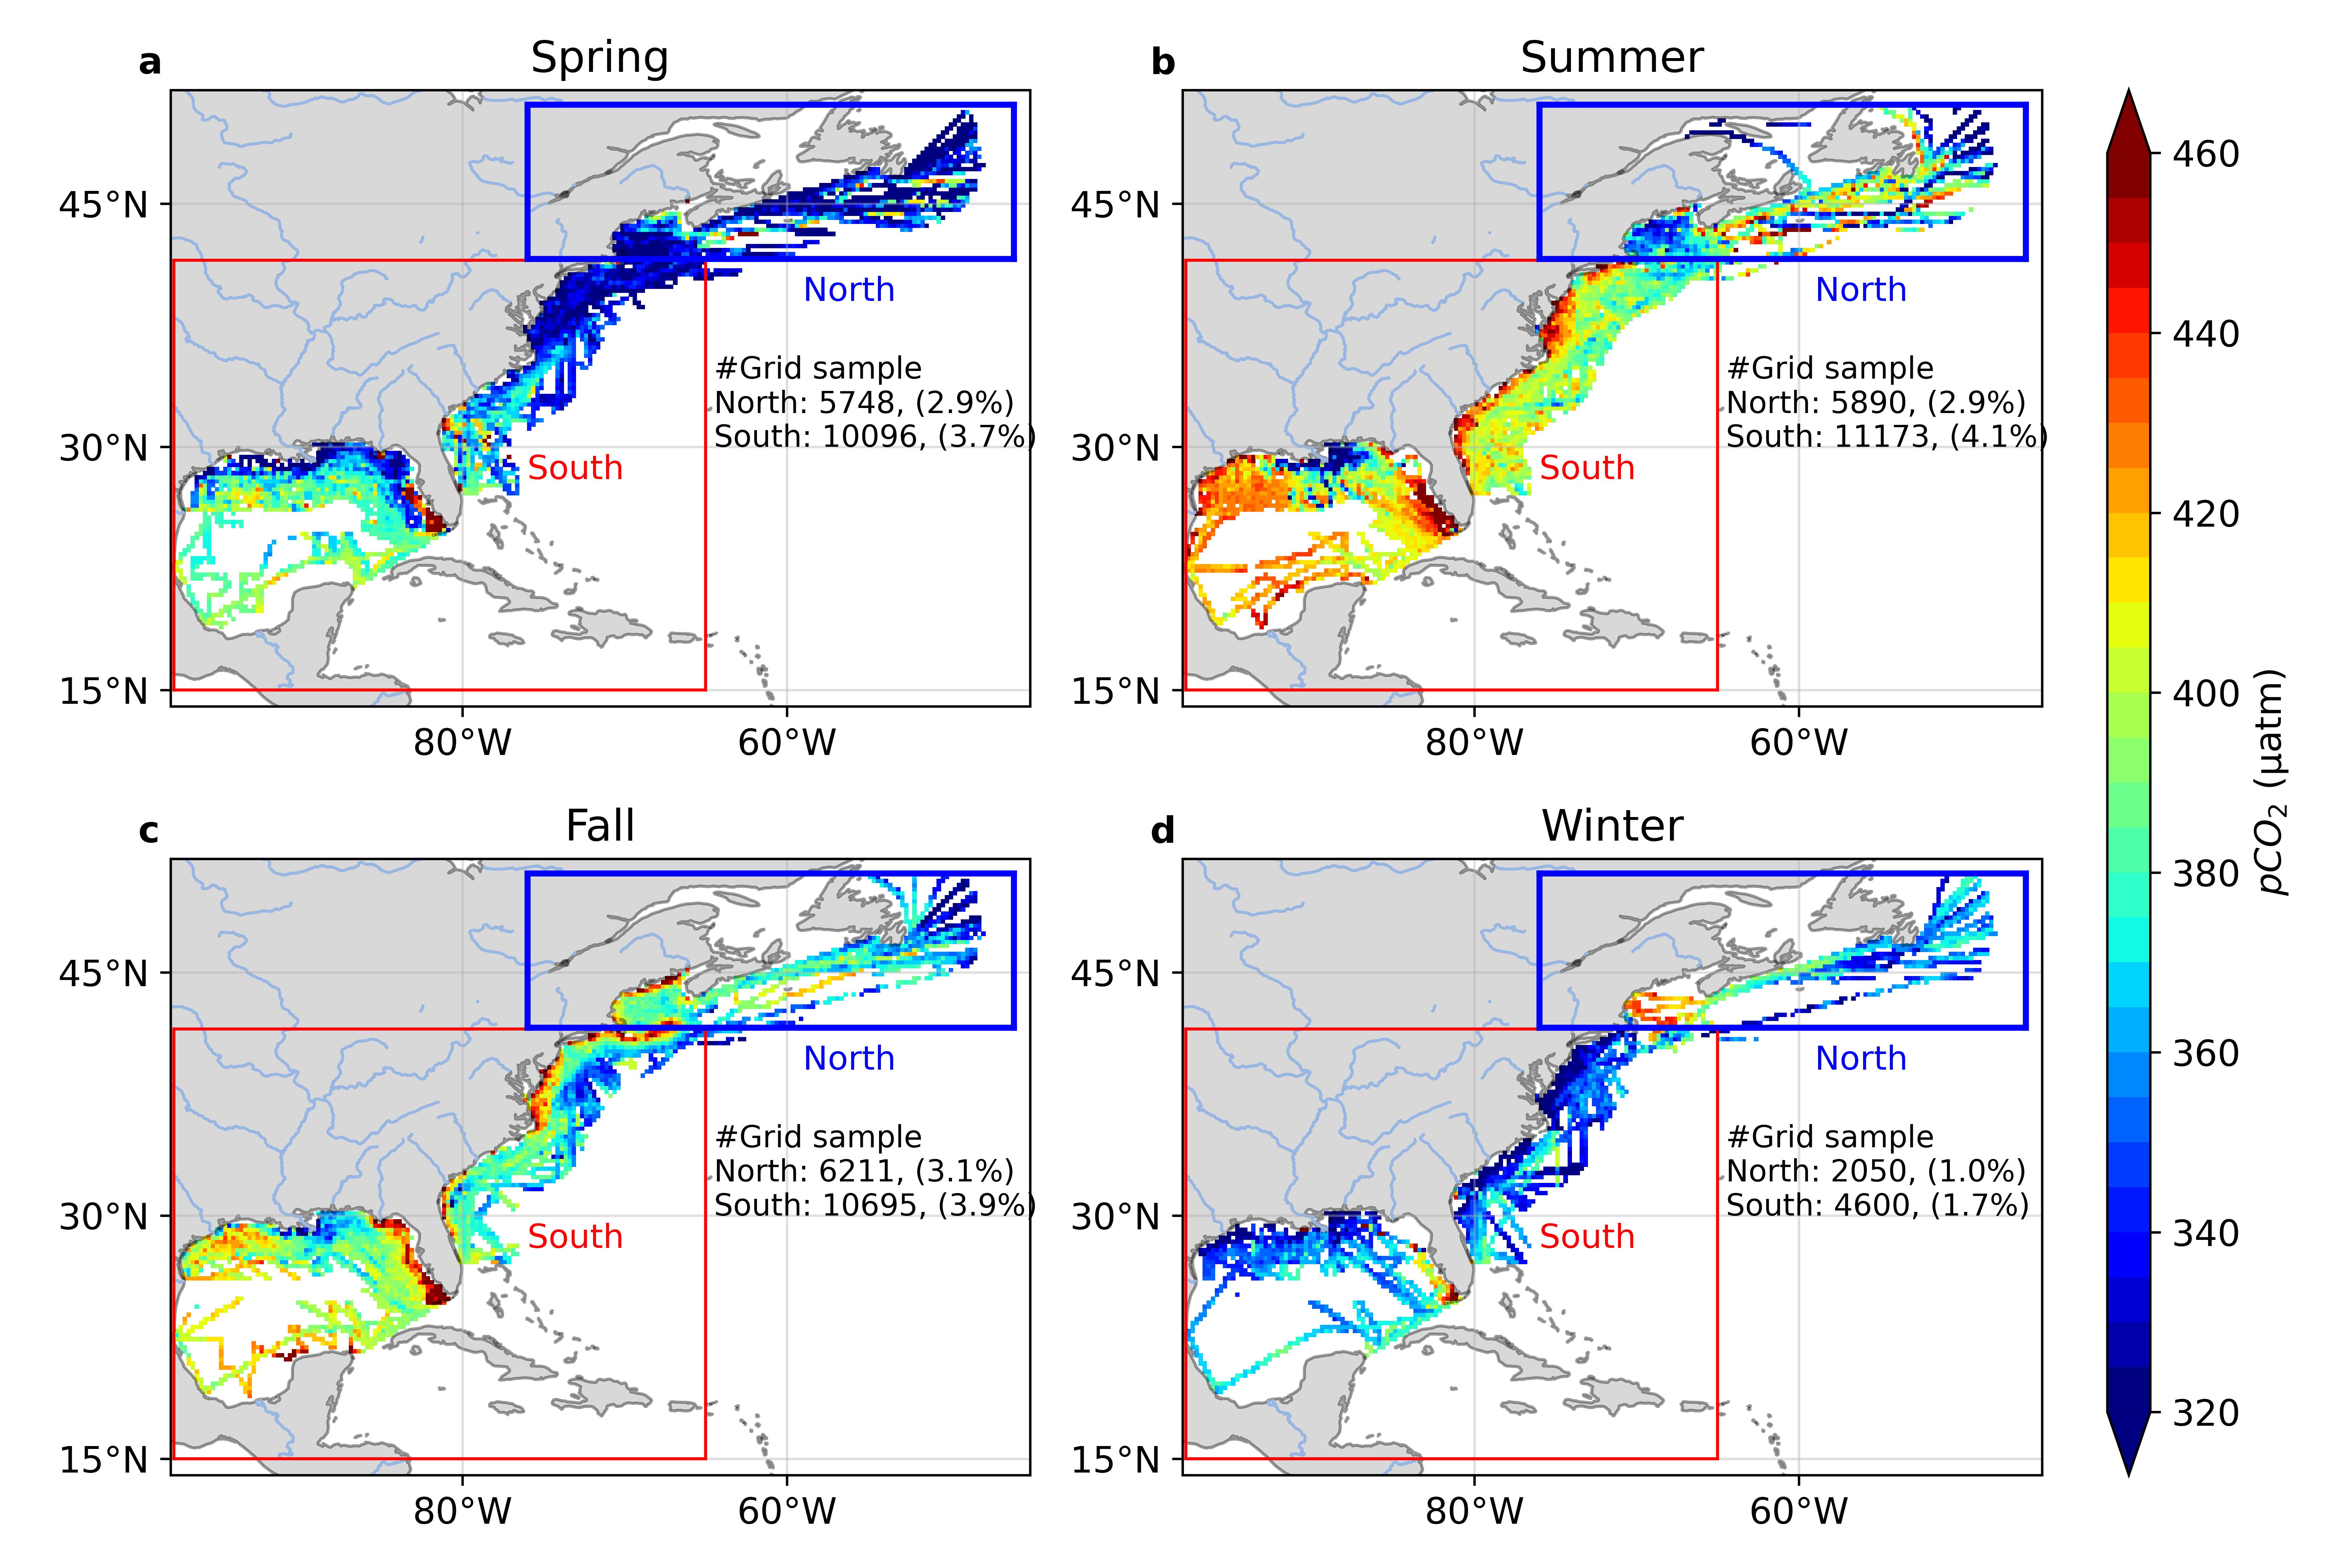 a
Spring
45°N
30°N
15°N
80°W
60°W
North
South
#Grid sample
North: 5748, (2.9%)
South: 10096, (3.7%)
b
Summer
45°N
30°N
15°N
80°W
60°W
North
South
#Grid sample
North: 5890, (2.9%)
South: 11173, (4.1%)
c
Fall
45°N
30°N
15°N
80°W
60°W
North
South
#Grid sample
North: 6211, (3.1%)
South: 10695, (3.9%)
d
Winter
45°N
30°N
15°N
80°W
60°W
North
South
#Grid sample
North: 2050, (1.0%)
South: 4600, (1.7%)
460
440
420
400
380
360
340
320
pCO₂ (µatm)